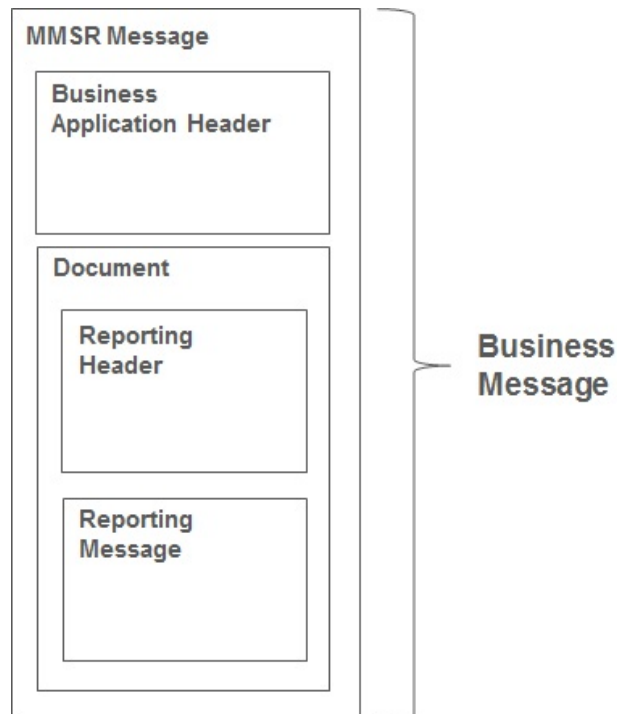 MMSR Message
Business
Application Header
Document
Reporting
Header
Reporting
Message
Business
Message